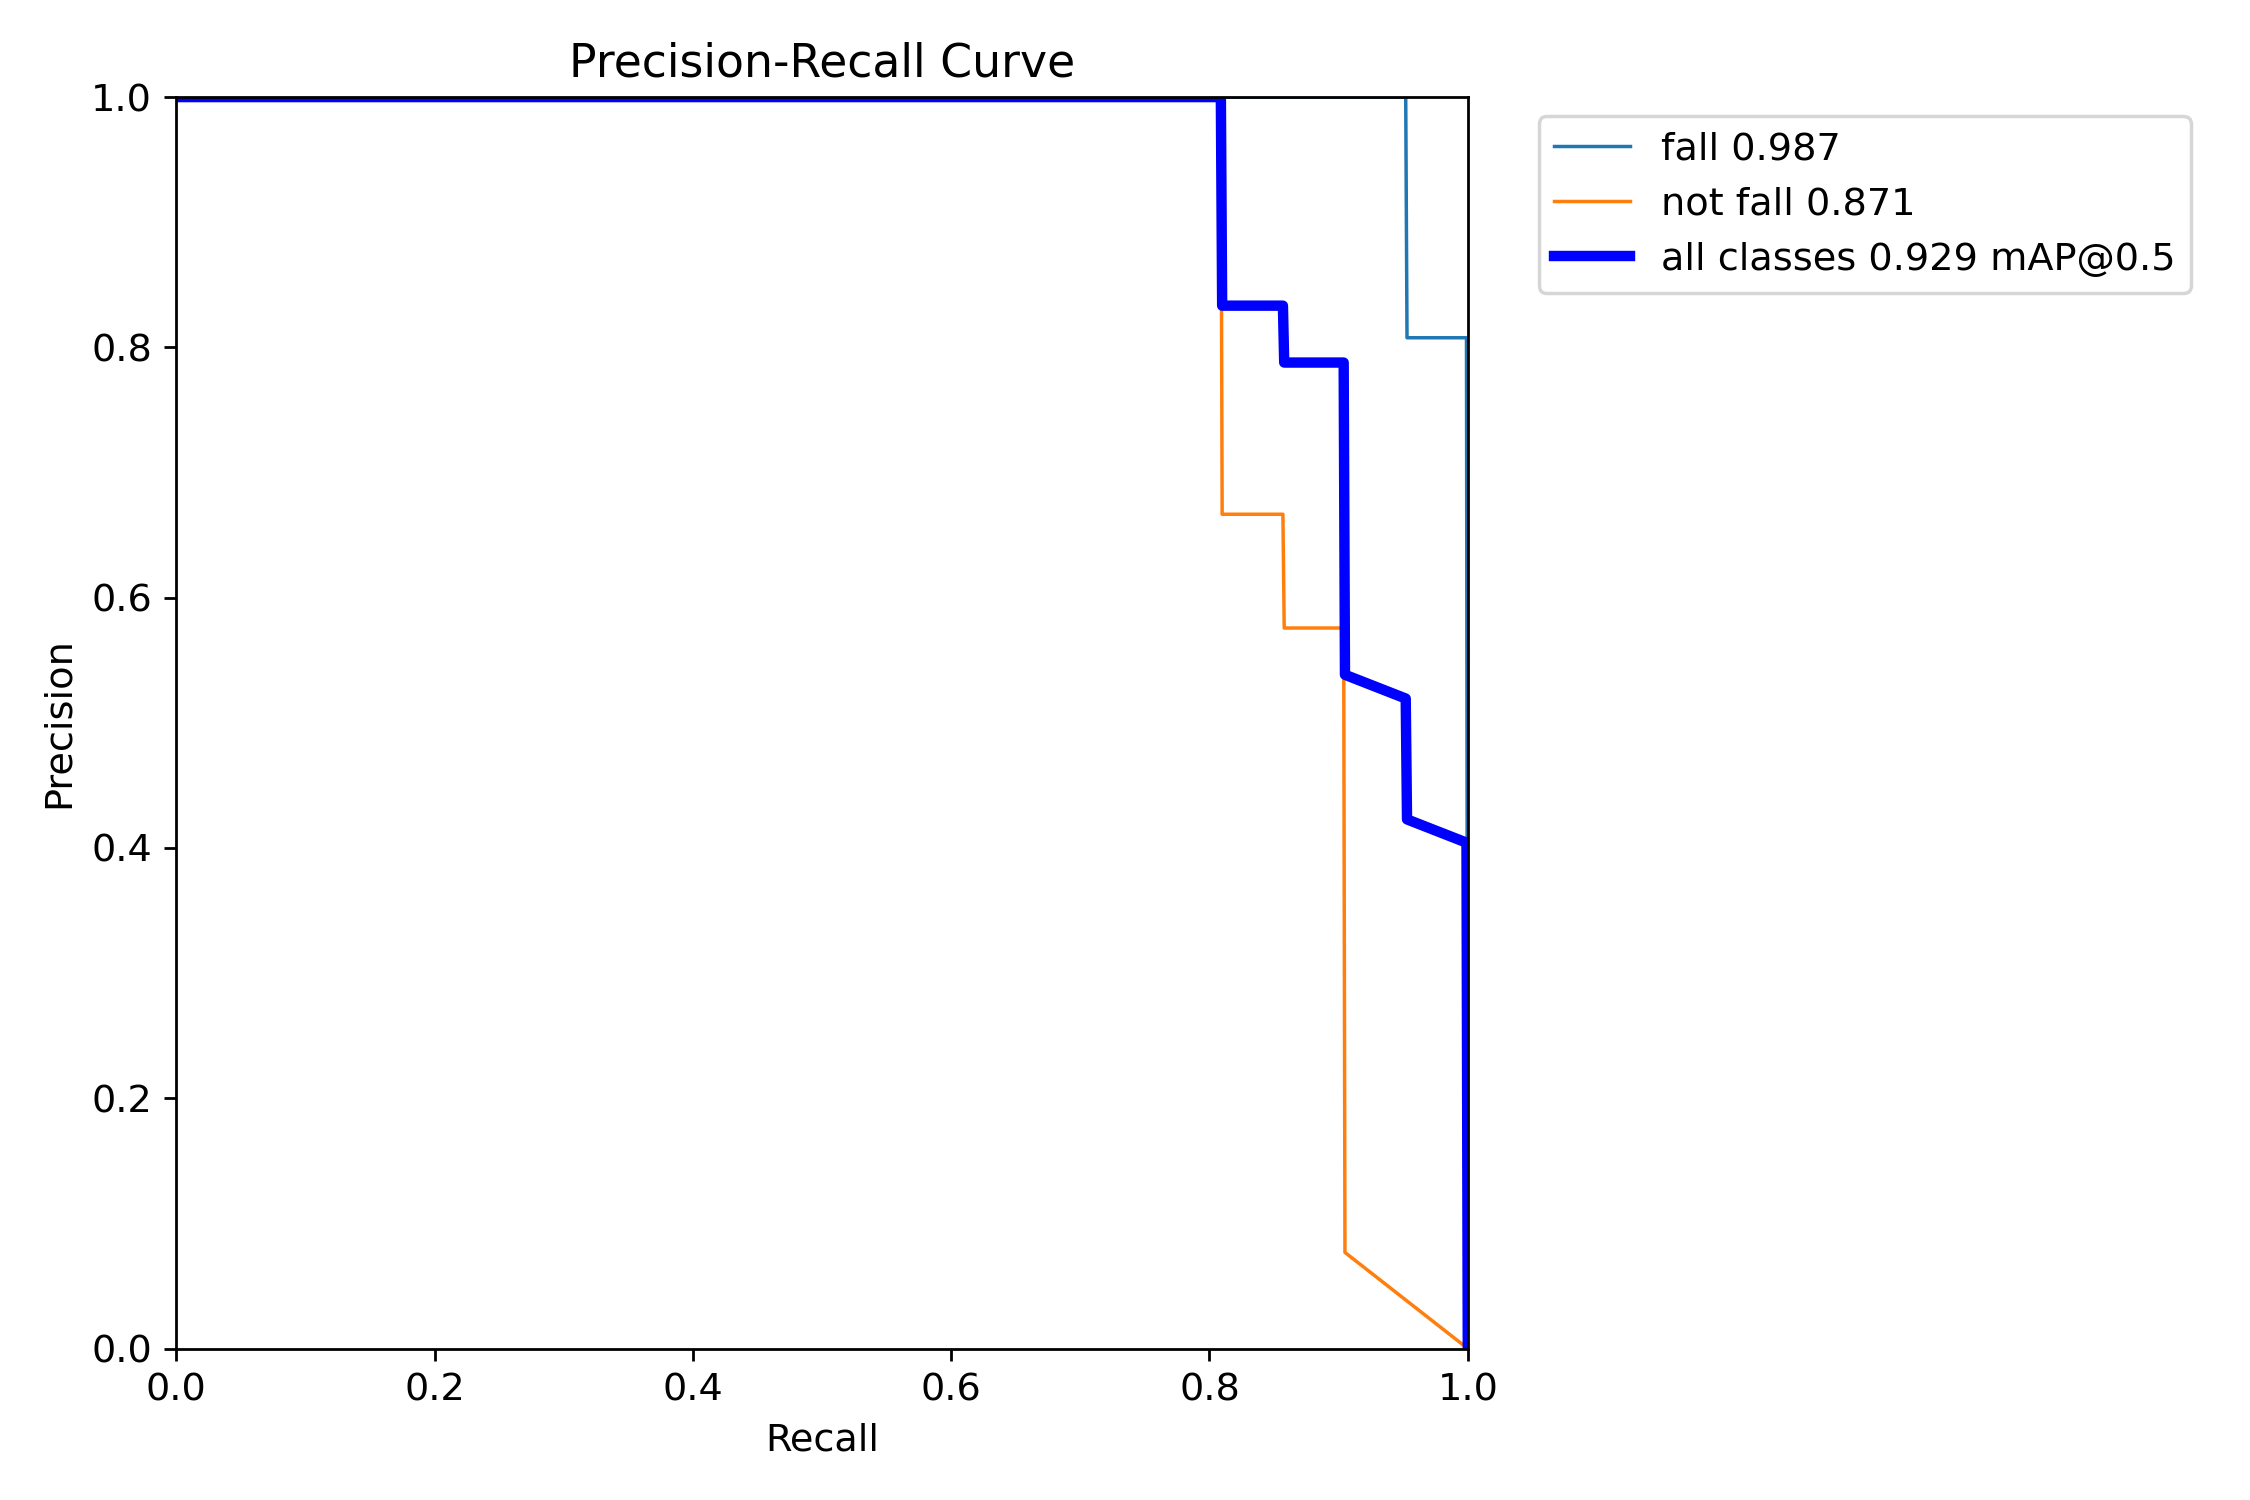 Precision-Recall Curve
1.0
0.8
0.6
0.4
0.2
0.0
Precision
0.0 0.2 0.4 0.6 0.8 1.0
Recall
fall 0.987
not fall 0.871
all classes 0.929 mAP@0.5